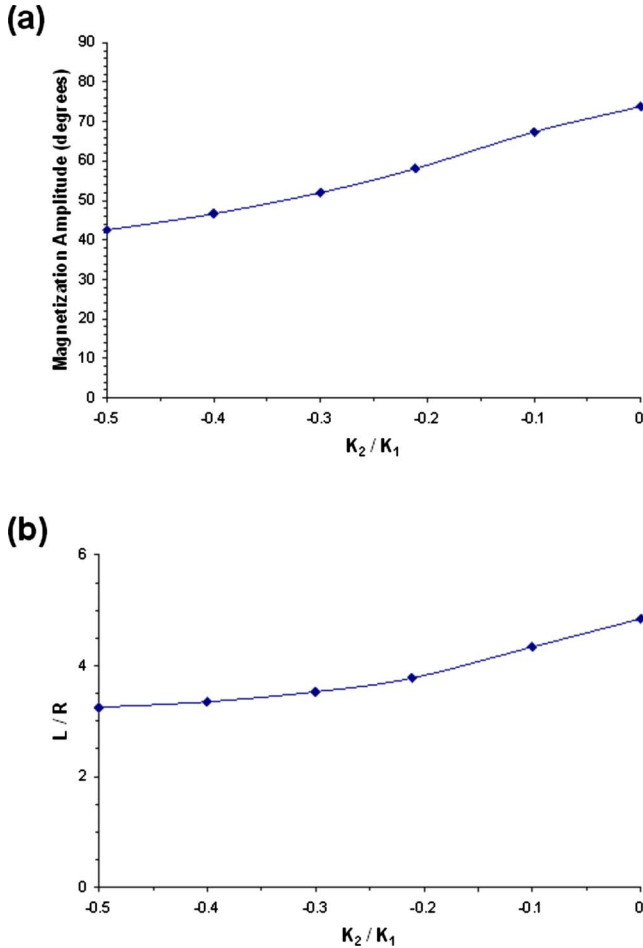 (a)
Magnetization Amplitude (degrees)
90
80
70
60
50
40
30
20
10
0
-0.5 -0.4 -0.3 -0.2 -0.1 0
K₂ / K₁
(b)
L / R
6
4
2
0
-0.5 -0.4 -0.3 -0.2 -0.1 0
K₂ / K₁